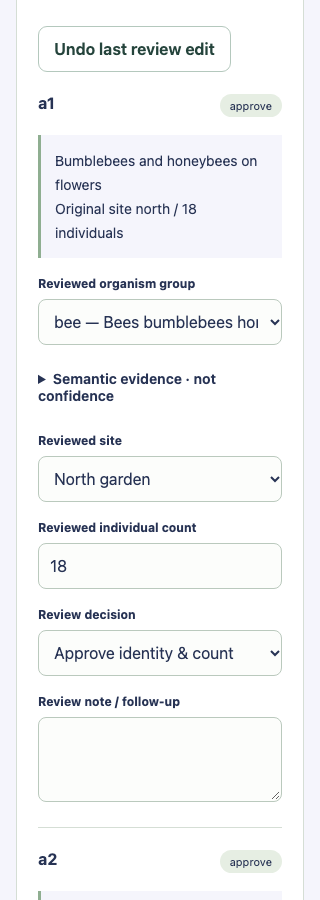 Undo last review edit
a1
approve
Bumblebees and honeybees on
flowers
Original site north / 18
individuals
Reviewed organism group
bee — Bees bumblebees
Semantic evidence · not
confidence
Reviewed site
North garden
Reviewed individual count
18
Review decision
Approve identity & count
Review note / follow-up
a2
approve